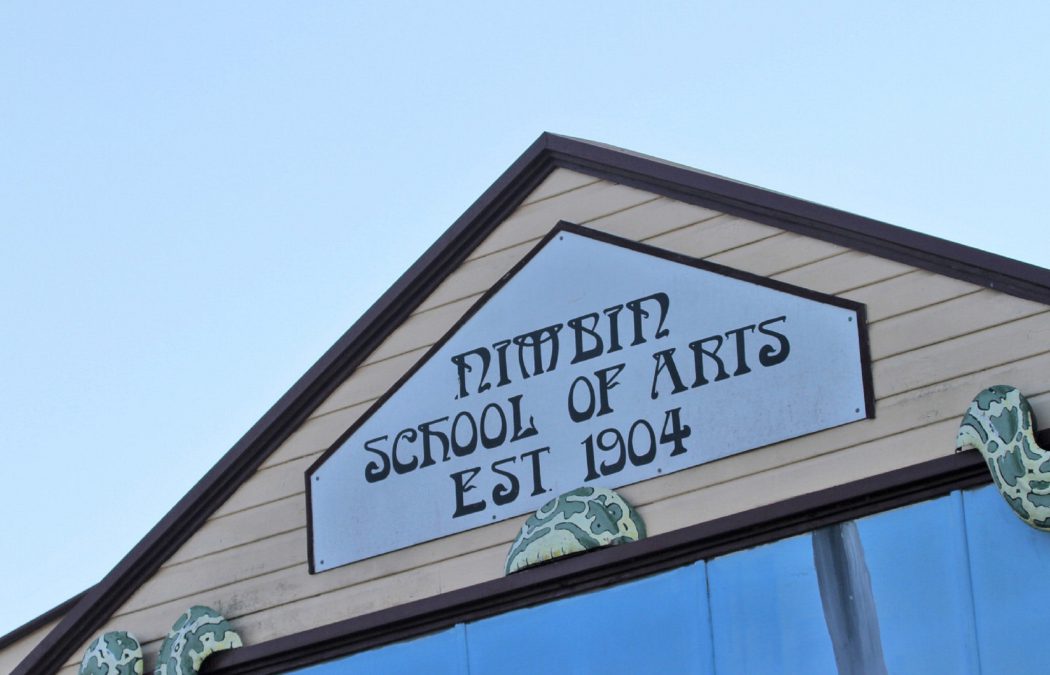 NIMBIN
SCHOOL OF ARTS
EST. 1904